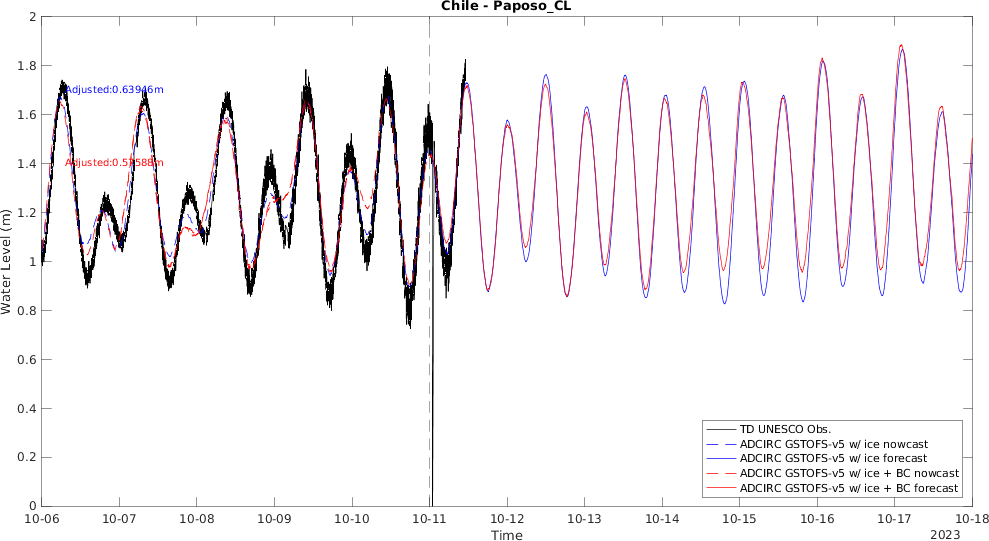 Chile - Paposo_CL
2
1.8
1.6
1.4
1.2
1
0.8
0.6
0.4
0.2
0
Water Level (m)
Adjusted:0.63946m
Adjusted:0.57588m
TD UNESCO Obs.
ADCIRC GSTOFS-v5 w/ ice nowcast
ADCIRC GSTOFS-v5 w/ ice forecast
ADCIRC GSTOFS-v5 w/ ice + BC nowcast
ADCIRC GSTOFS-v5 w/ ice + BC forecast
10-06 10-07 10-08 10-09 10-10 10-11 10-12 10-13 10-14 10-15 10-16 10-17 10-18
Time
2023